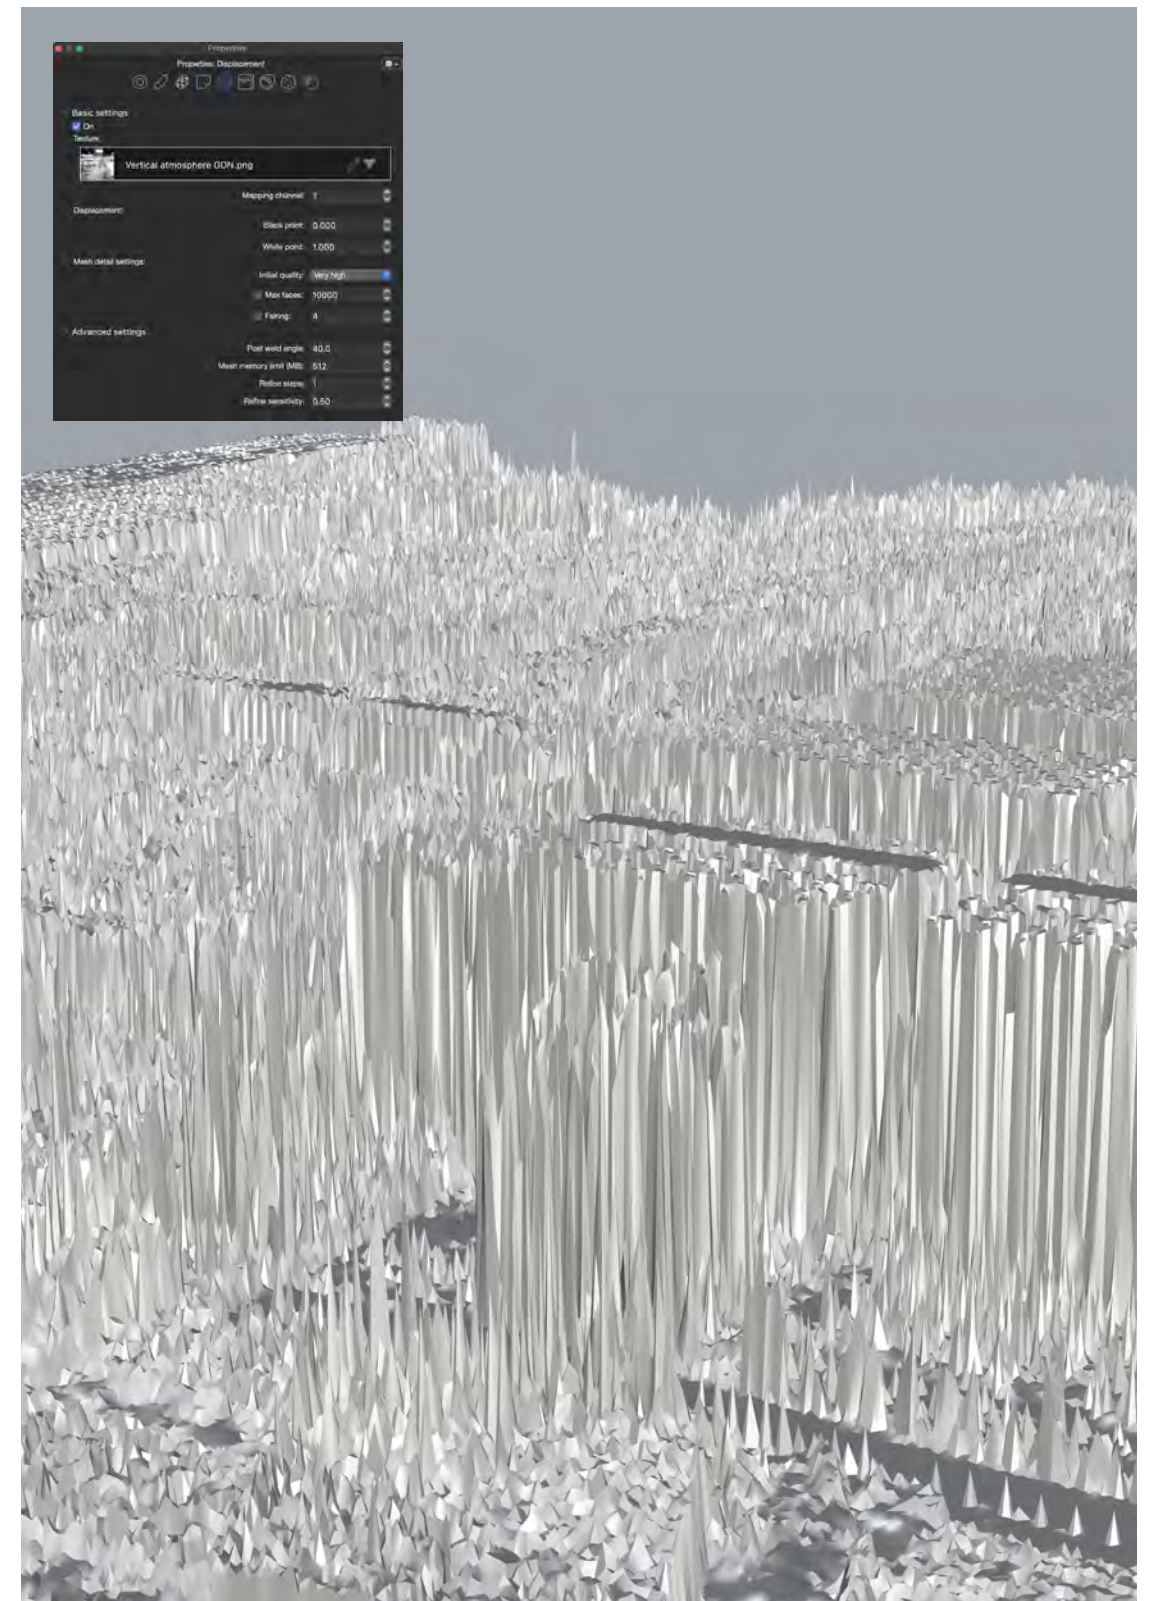 Properties
Properties: Displacement
Basic settings
On
Texture:
Vertical atmosphere GDN.png
Mapping channel: 1
Displacement:
Black point: 0.000
White point: 1.000
Mesh detail settings:
Initial quality: Very high
Max faces: 10000
Fairing: 4
Advanced settings
Post weld angle: 40.0
Mesh memory limit (MB): 512
Refine steps: 1
Refine sensitivity: 0.50